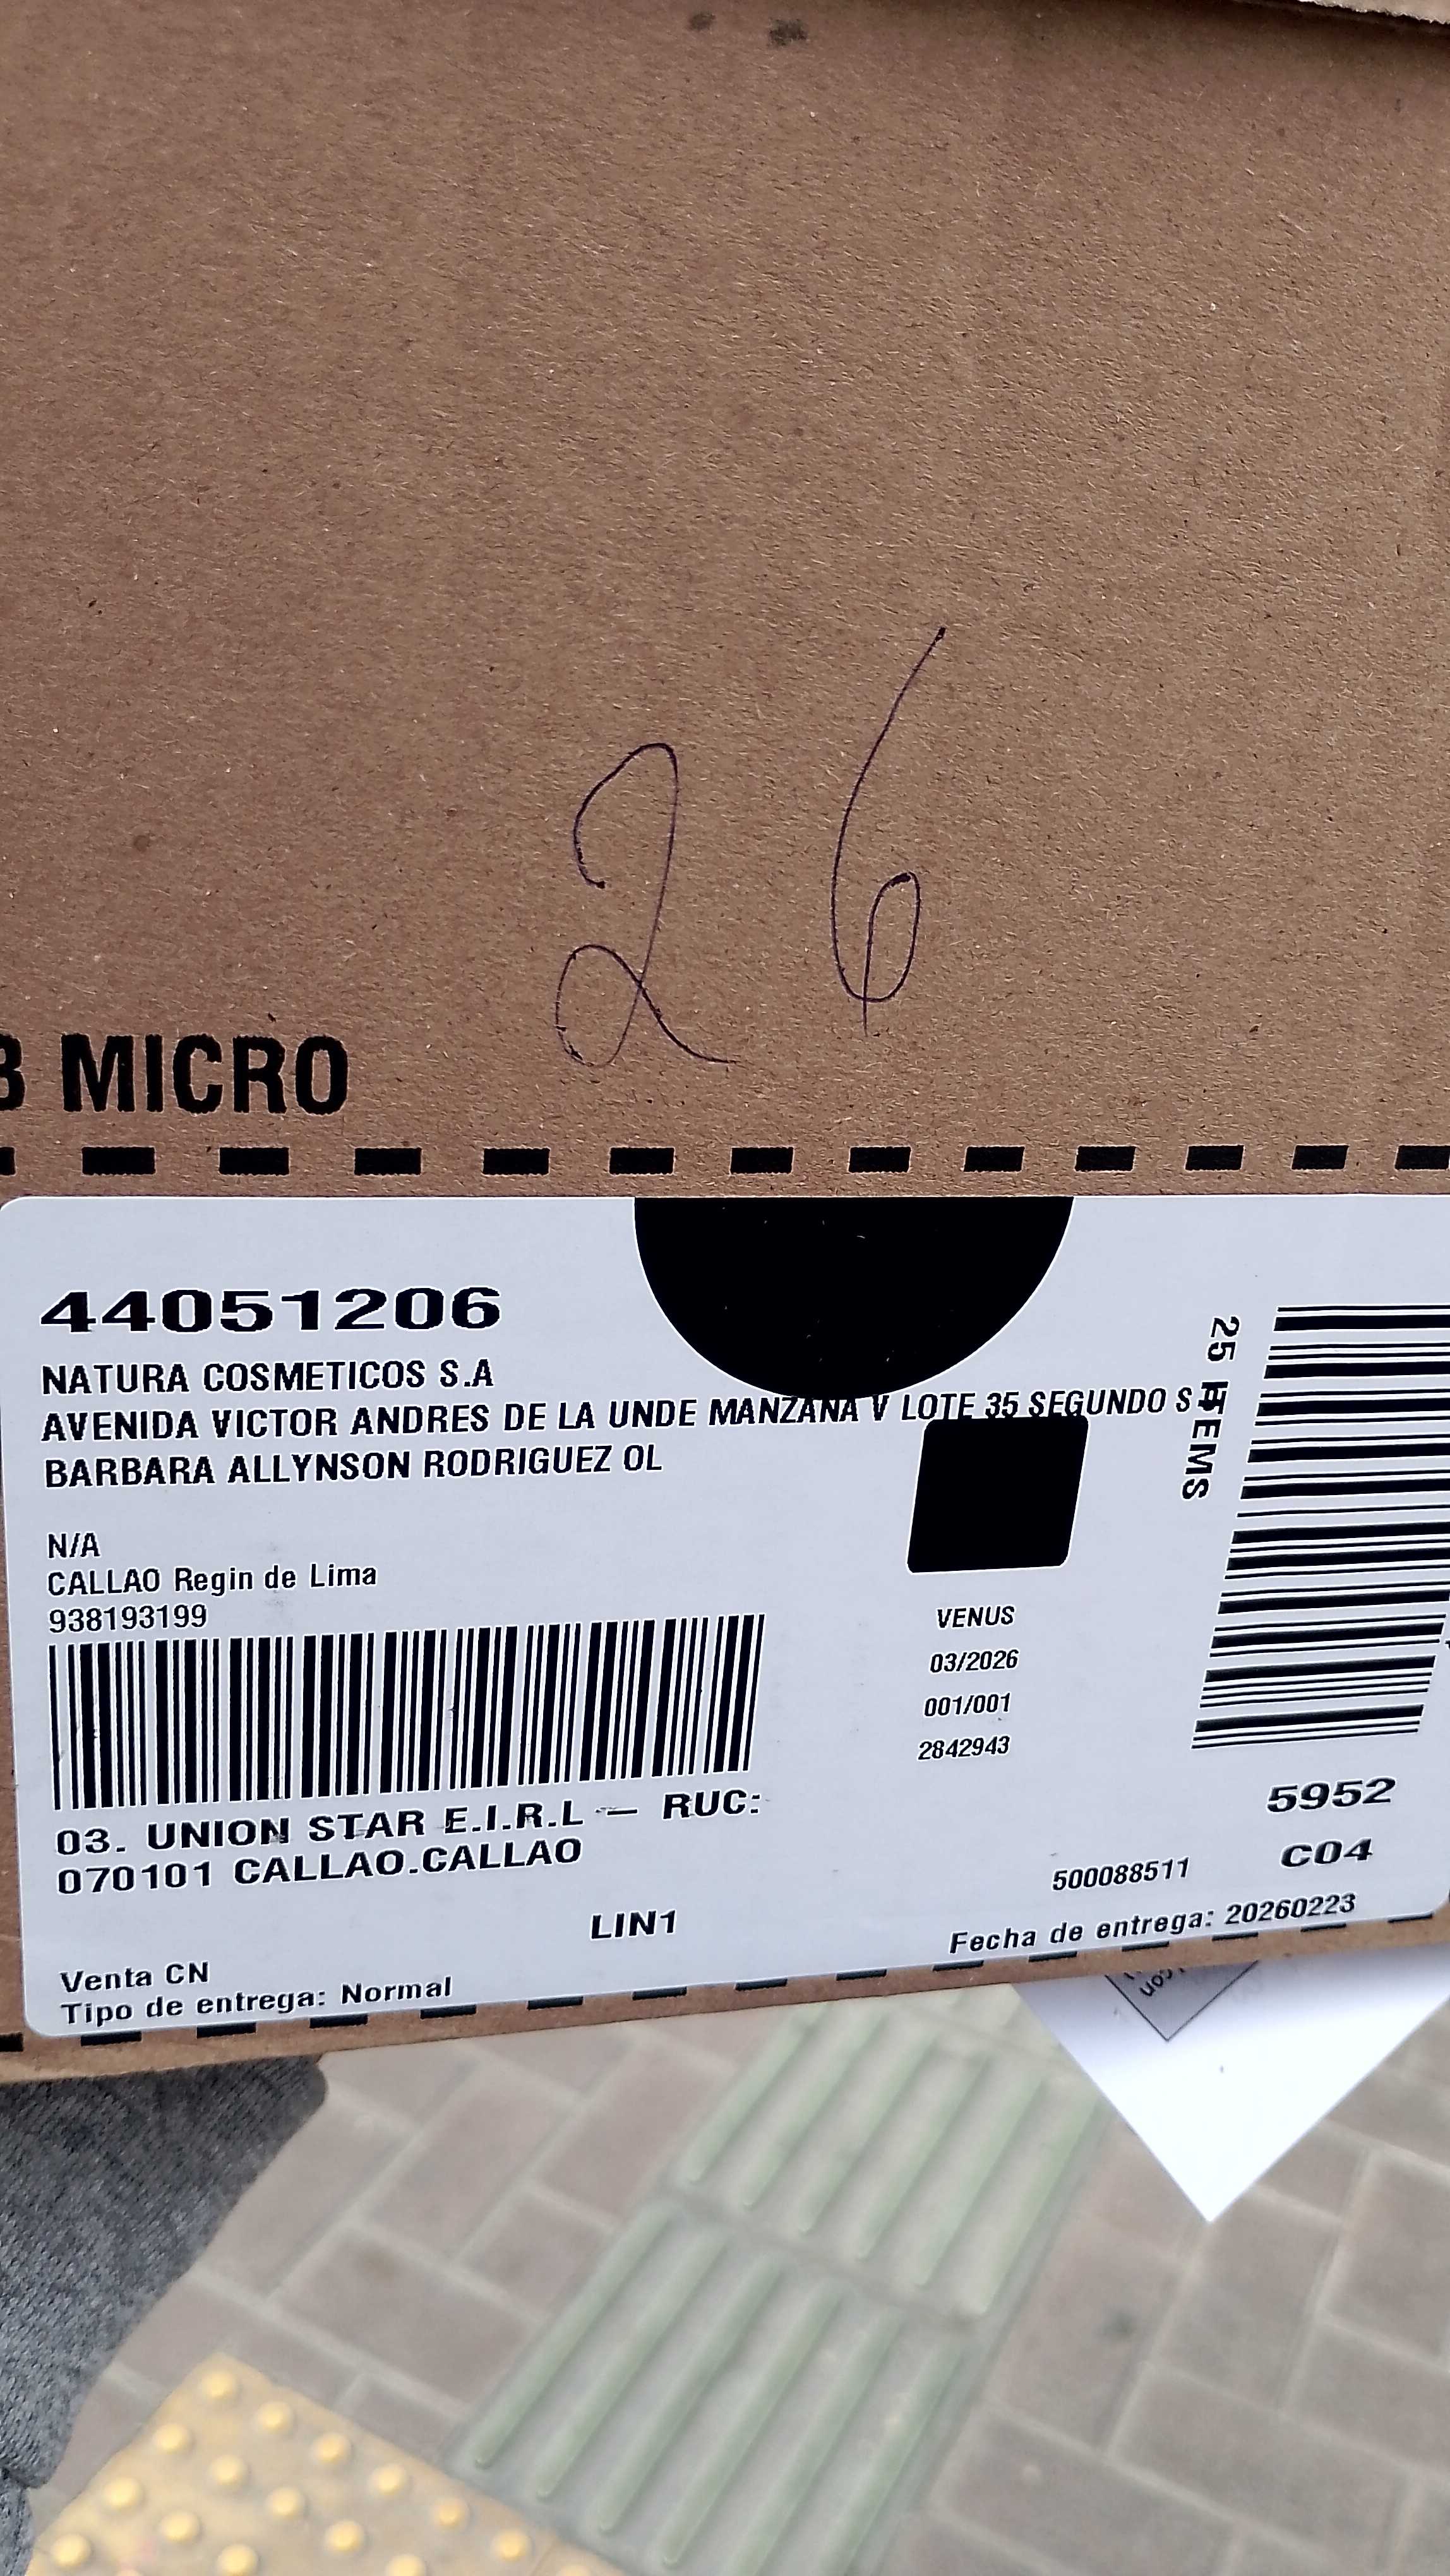 26
B MICRO
44051206
NATURA COSMETICOS S.A
AVENIDA VICTOR ANDRES DE LA UNDE MANZANA V LOTE 35 SEGUNDO S
BARBARA ALLYNSON RODRIGUEZ OL
25 ITEMS
N/A
CALLAO Regin de Lima
938193199
VENUS
03/2026
001/001
2842943
03. UNION STAR E.I.R.L - — RUC:
070101 CALLAO.CALLAO
5952
C04
500088511
LIN1
Fecha de entrega: 20260223
Venta CN
Tipo de entrega: Normal